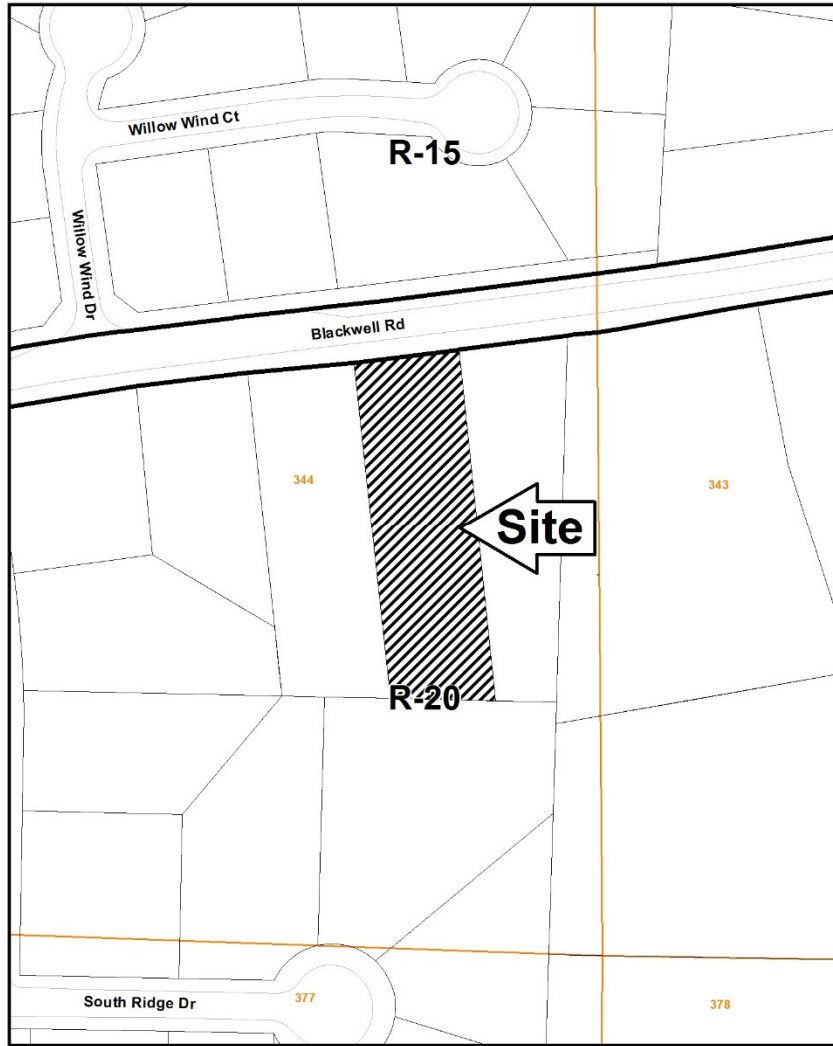 Willow Wind Ct
R-15
Willow Wind Dr
Blackwell Rd
344
343
Site
R-20
South Ridge Dr
377
378